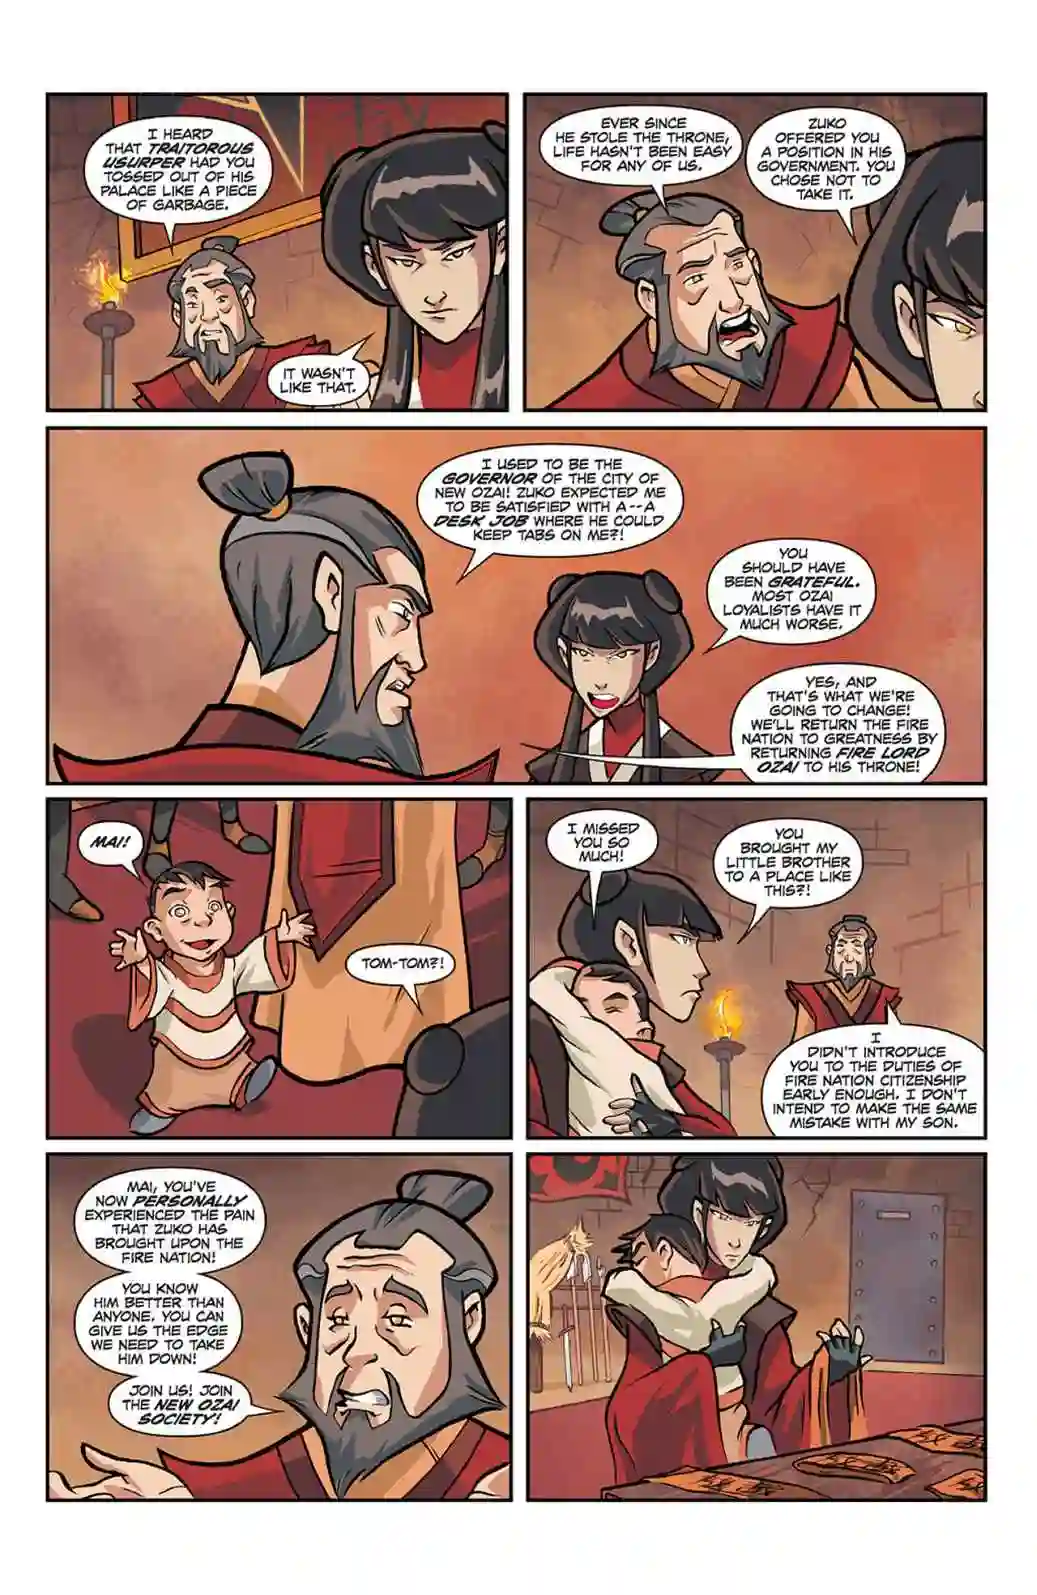 I HEARD
THAT TRAITOROUS
USURPER HAD YOU
TOSSED OUT OF HIS
PALACE LIKE A PIECE
OF GARBAGE.
IT WASN'T
LIKE THAT.
EVER SINCE
HE STOLE THE THRONE,
LIFE HASN'T BEEN EASY
FOR ANY OF US.
ZUKO
OFFERED YOU
A POSITION IN HIS
GOVERNMENT. YOU
CHOSE NOT TO
TAKE IT.
I USED TO BE THE
GOVERNOR OF THE CITY OF
NEW OZAI! ZUKO EXPECTED ME
TO BE SATISFIED WITH A--A
DESK JOB WHERE HE COULD
KEEP TABS ON ME?!
YOU
SHOULD HAVE
BEEN GRATEFUL.
MOST OZAI
LOYALISTS HAVE IT
MUCH WORSE.
YES, AND
THAT'S WHAT WE'RE
GOING TO CHANGE!
WE'LL RETURN THE FIRE
NATION TO GREATNESS BY
RETURNING FIRE LORD
OZAI TO HIS THRONE!
MAI!
TOM-TOM?!
I MISSED
YOU SO
MUCH!
YOU
BROUGHT MY
LITTLE BROTHER
TO A PLACE LIKE
THIS?!
I
DIDN'T INTRODUCE
YOU TO THE DUTIES OF
FIRE NATION CITIZENSHIP
EARLY ENOUGH. I DON'T
INTEND TO MAKE THE SAME
MISTAKE WITH MY SON.
MAI, YOU'VE
NOW PERSONALLY
EXPERIENCED THE PAIN
THAT ZUKO HAS
BROUGHT UPON THE
FIRE NATION!
YOU KNOW
HIM BETTER THAN
ANYONE. YOU CAN
GIVE US THE EDGE
WE NEED TO TAKE
HIM DOWN!
JOIN US! JOIN
THE NEW OZAI
SOCIETY!